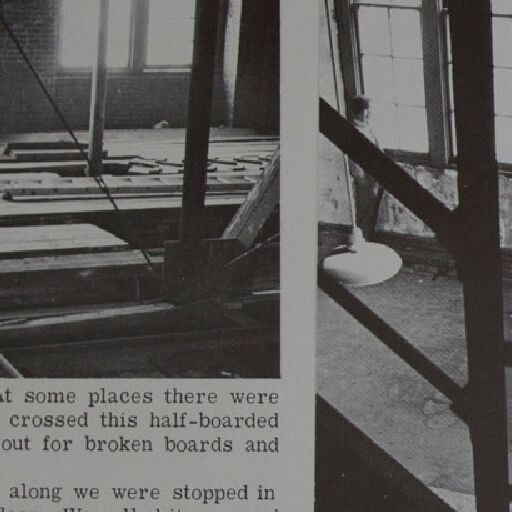 At some places there were
crossed this half-boarded
out for broken boards and
along we were stopped in